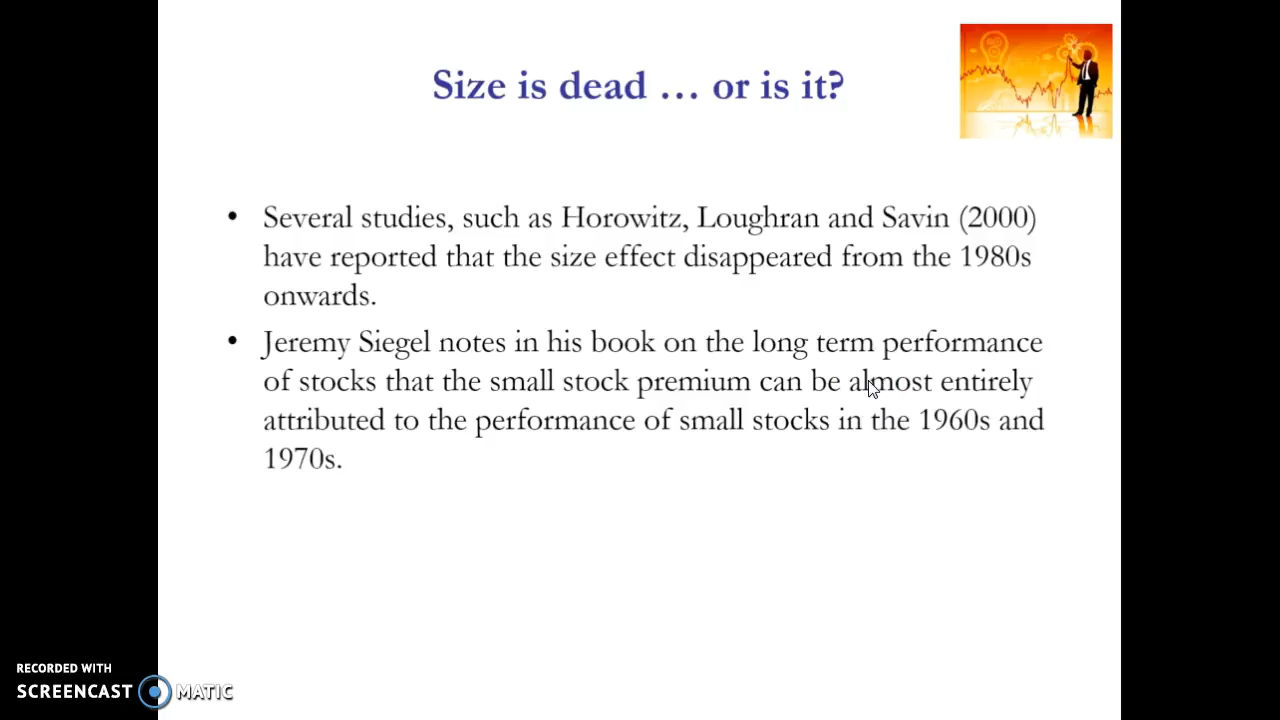 Size is dead … or is it?
• Several studies, such as Horowitz, Loughran and Savin (2000)
have reported that the size effect disappeared from the 1980s
onwards.
• Jeremy Siegel notes in his book on the long term performance
of stocks that the small stock premium can be almost entirely
attributed to the performance of small stocks in the 1960s and
1970s.
RECORDED WITH
SCREENCAST MATIC